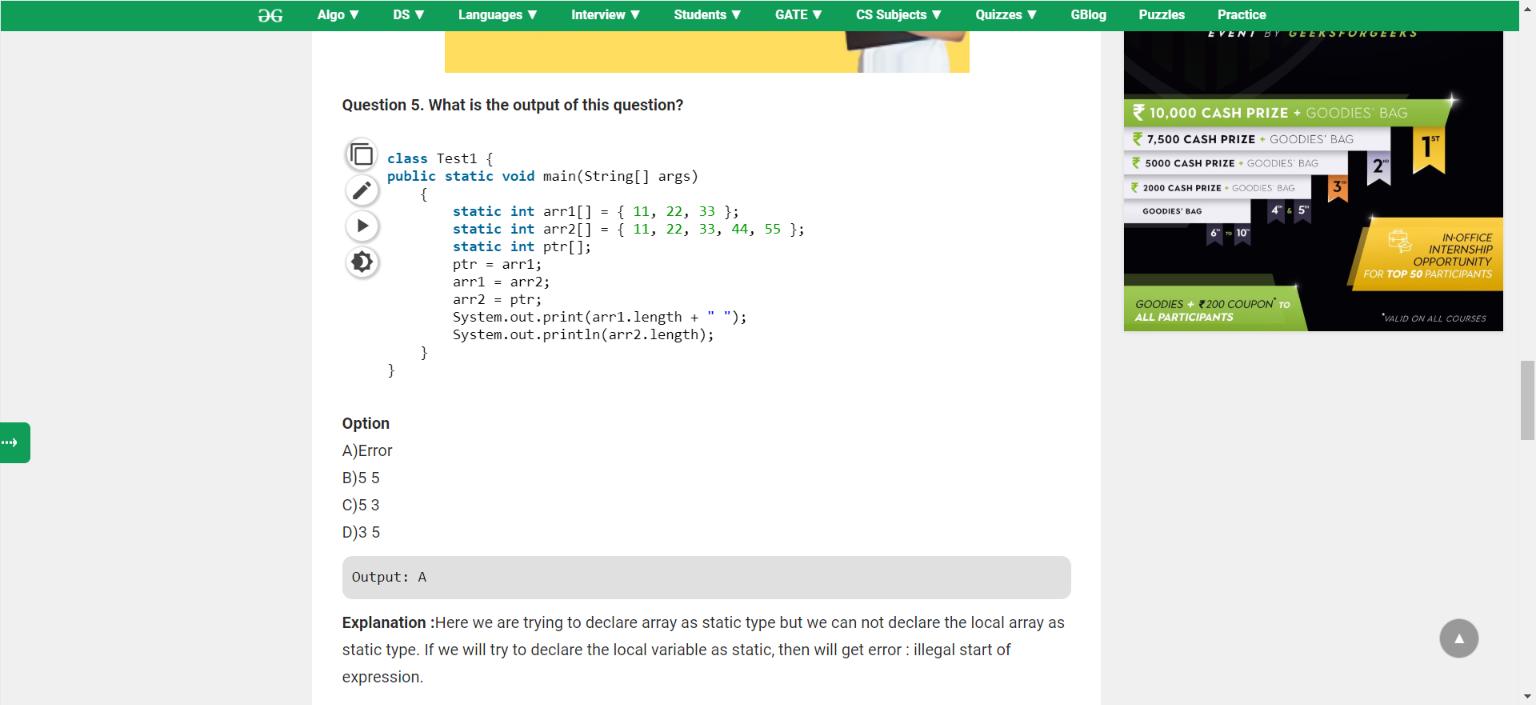 ƏG Algo ▼ DS ▼ Languages ▼ Interview ▼ Students ▼ GATE ▼ CS Subjects ▼ Quizzes ▼ GBlog Puzzles Practice
EVENT BY GEEKSFORGEEKS
Question 5. What is the output of this question?
class Test1 {
public static void main(String[] args)
{
static int arr1[] = { 11, 22, 33 };
static int arr2[] = { 11, 22, 33, 44, 55 };
static int ptr[];
ptr = arr1;
arr1 = arr2;
arr2 = ptr;
System.out.print(arr1.length + " ");
System.out.println(arr2.length);
}
}
Option
A)Error
B)5 5
C)5 3
D)3 5
Output: A
Explanation :Here we are trying to declare array as static type but we can not declare the local array as
static type. If we will try to declare the local variable as static, then will get error : illegal start of
expression.
₹ 10,000 CASH PRIZE + GOODIES' BAG
₹ 7,500 CASH PRIZE + GOODIES' BAG
1ST
₹ 5000 CASH PRIZE + GOODIES' BAG
2ND
₹ 2000 CASH PRIZE + GOODIES' BAG
3RD
GOODIES' BAG
4TH & 5TH
6TH TO 10TH
IN-OFFICE
INTERNSHIP
OPPORTUNITY
FOR TOP 50 PARTICIPANTS
GOODIES + ₹200 COUPON* TO
ALL PARTICIPANTS
*VALID ON ALL COURSES